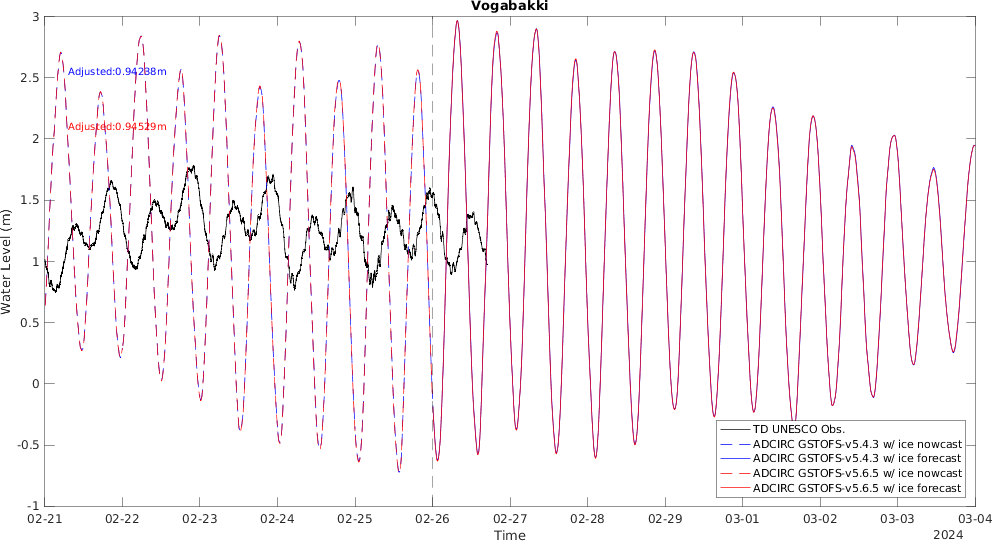 Vogabakki
Water Level (m)
3
2.5
2
1.5
1
0.5
0
-0.5
-1
Adjusted:0.94238m
Adjusted:0.94529m
TD UNESCO Obs.
ADCIRC GSTOFS-v5.4.3 w/ ice nowcast
ADCIRC GSTOFS-v5.4.3 w/ ice forecast
ADCIRC GSTOFS-v5.6.5 w/ ice nowcast
ADCIRC GSTOFS-v5.6.5 w/ ice forecast
02-21 02-22 02-23 02-24 02-25 02-26 02-27 02-28 02-29 03-01 03-02 03-03 03-04
Time
2024